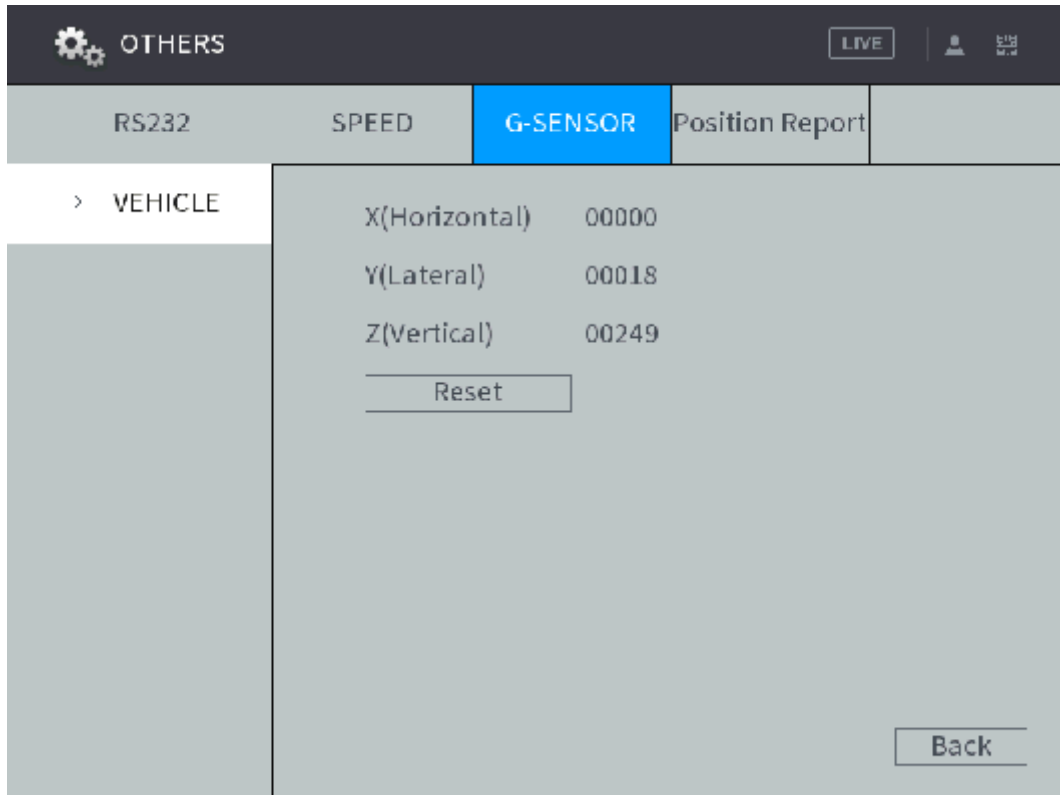 OTHERS LIVE
RS232 SPEED G-SENSOR Position Report
> VEHICLE
X(Horizontal) 00000
Y(Lateral) 00018
Z(Vertical) 00249
Reset
Back